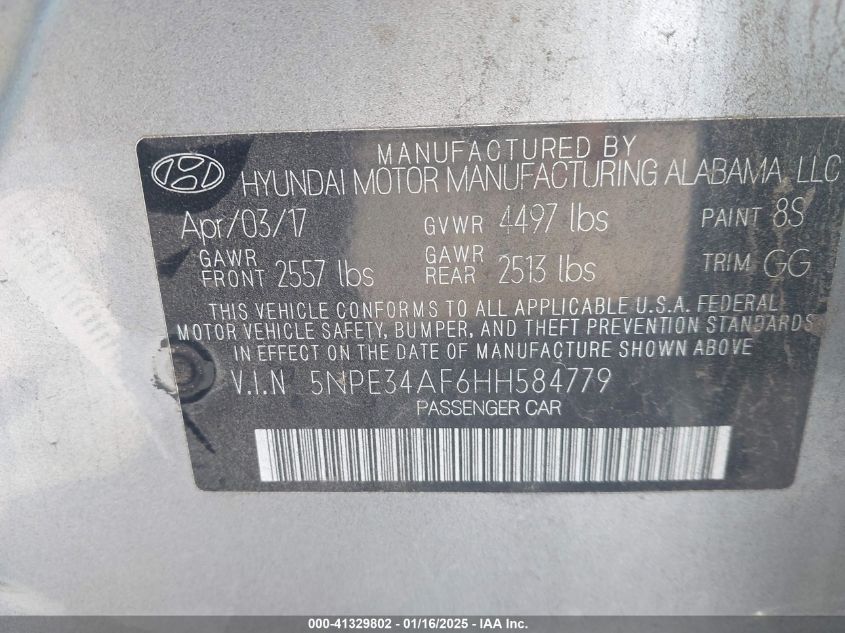 MANUFACTURED BY
HYUNDAI MOTOR MANUFACTURING ALABAMA, LLC
Apr/03/17 GVWR 4497 lbs PAINT 8S
GAWR FRONT 2557 lbs GAWR REAR 2513 lbs TRIM GG
THIS VEHICLE CONFORMS TO ALL APPLICABLE U.S.A. FEDERAL
MOTOR VEHICLE SAFETY, BUMPER, AND THEFT PREVENTION STANDARDS
IN EFFECT ON THE DATE OF MANUFACTURE SHOWN ABOVE
V.I.N 5NPE34AF6HH584779
PASSENGER CAR
000-41329802 - 01/16/2025 - IAA Inc.